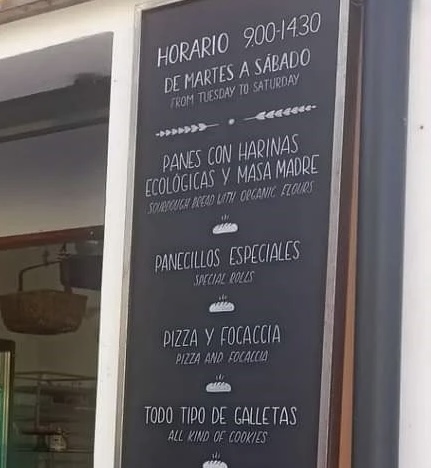 HORARIO 9.00-14.30
DE MARTES A SÁBADO
FROM TUESDAY TO SATURDAY
PANES CON HARINAS
ECOLÓGICAS Y MASA MADRE
SOURDOUGH BREAD WITH ORGANIC FLOURS
PANECILLOS ESPECIALES
SPECIAL ROLLS
PIZZA Y FOCACCIA
PIZZA AND FOCACCIA
TODO TIPO DE GALLETAS
ALL KIND OF COOKIES